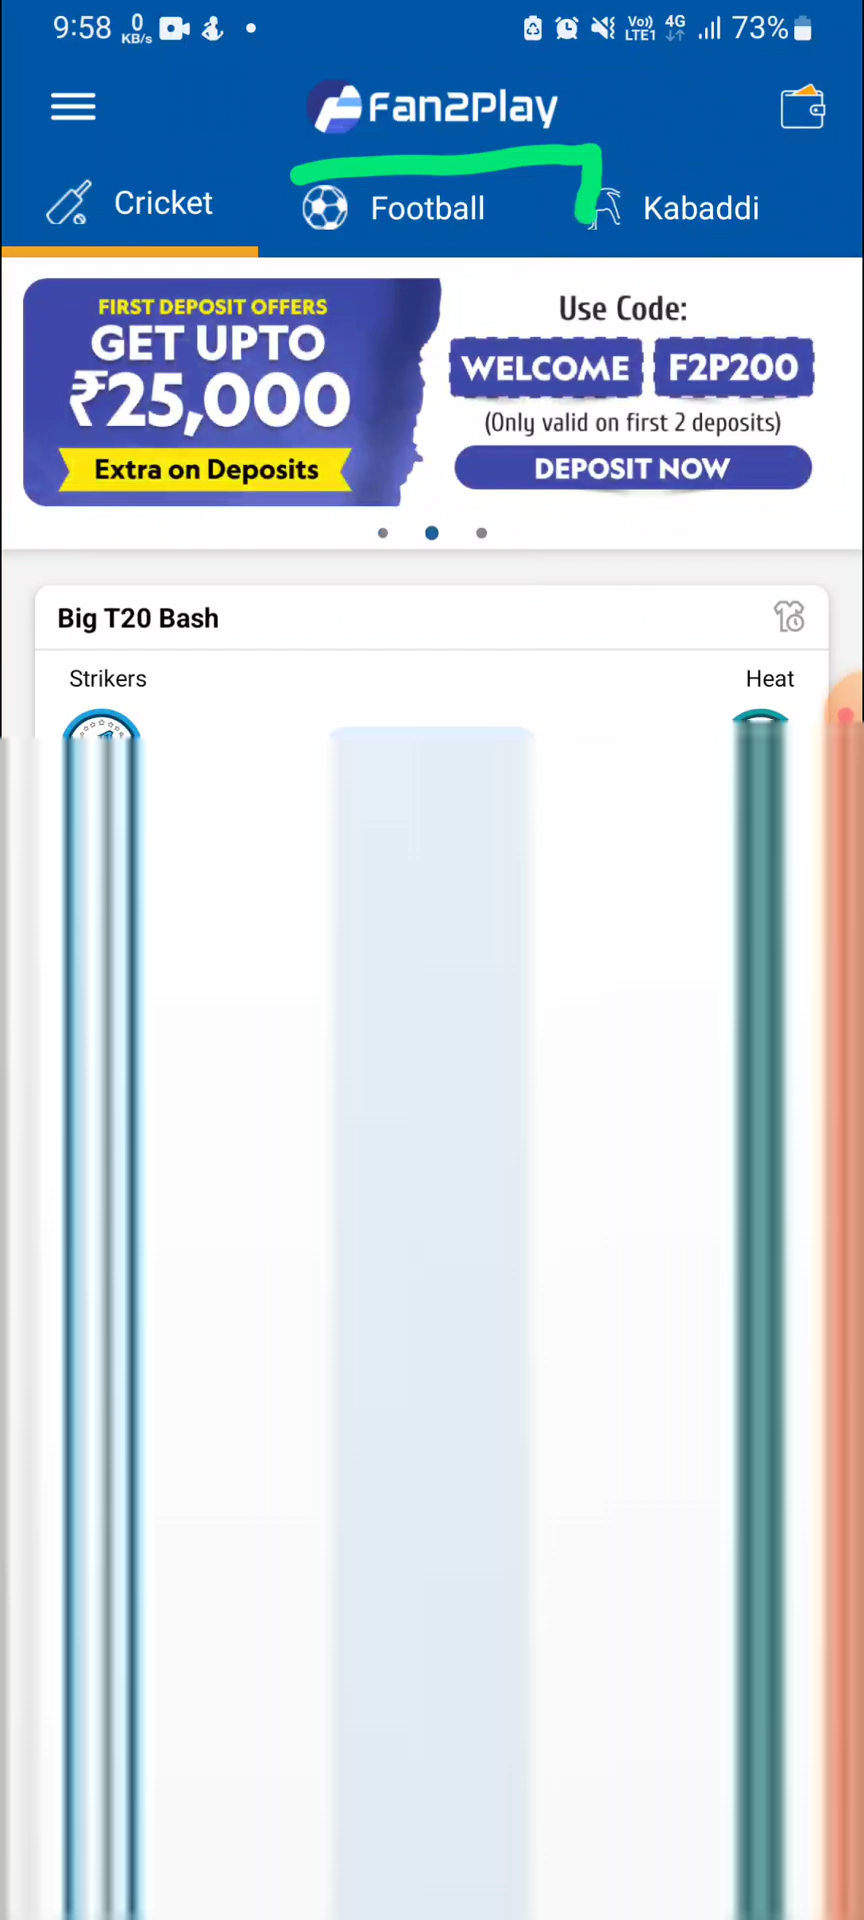 9:58 0 KB/s Vo)) LTE1 4G 73%
Fan2Play
Cricket Football Kabaddi
FIRST DEPOSIT OFFERS
GET UPTO
₹25,000
Extra on Deposits
Use Code:
WELCOME F2P200
(Only valid on first 2 deposits)
DEPOSIT NOW
Big T20 Bash
Strikers Heat